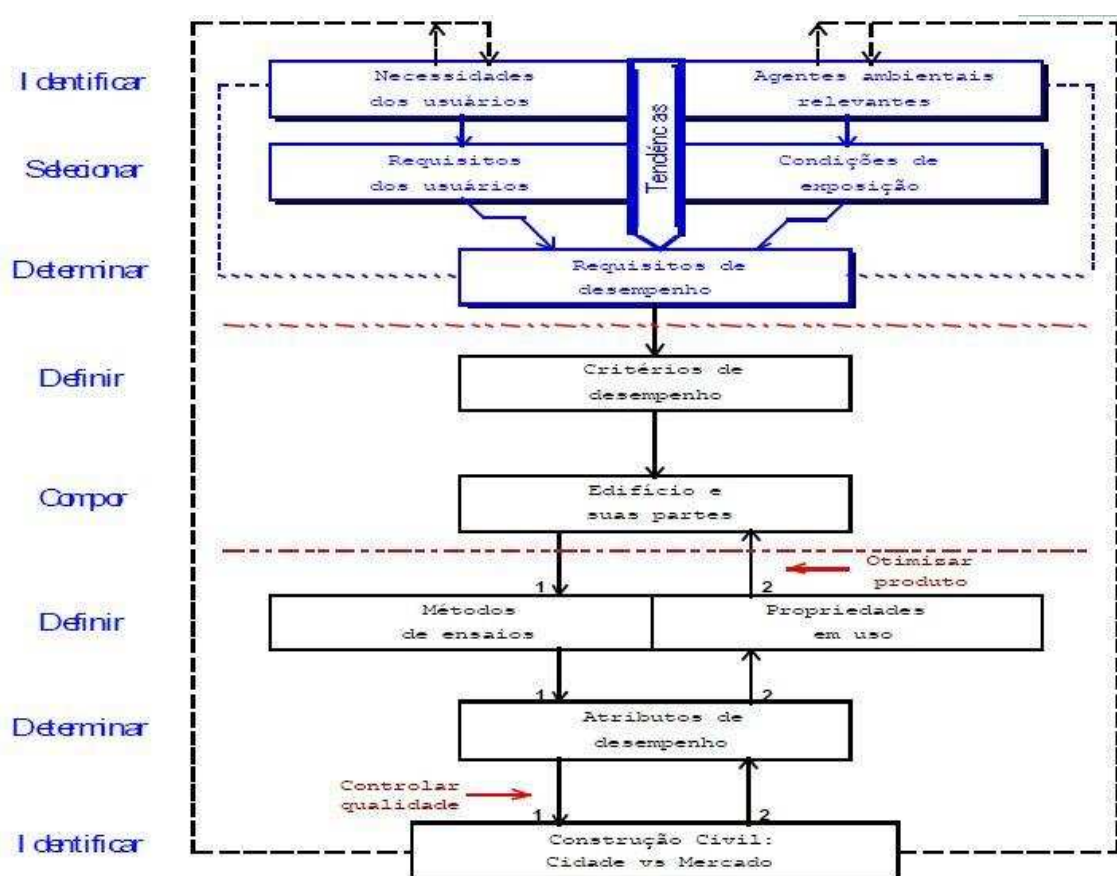 Identificar
Necessidades
dos usuários
Tendências
Agentes ambientais
relevantes
Selecionar
Requisitos
dos usuários
Condições de
exposição
Determinar
Requisitos de
desempenho
Definir
Critérios de
desempenho
Compor
Edifício e
suas partes
Otimizar
produto
1
2
Definir
Métodos
de ensaios
Propriedades
em uso
1
2
Determinar
Atributos de
desempenho
Controlar
qualidade
1
2
Identificar
Construção Civil:
Cidade vs Mercado